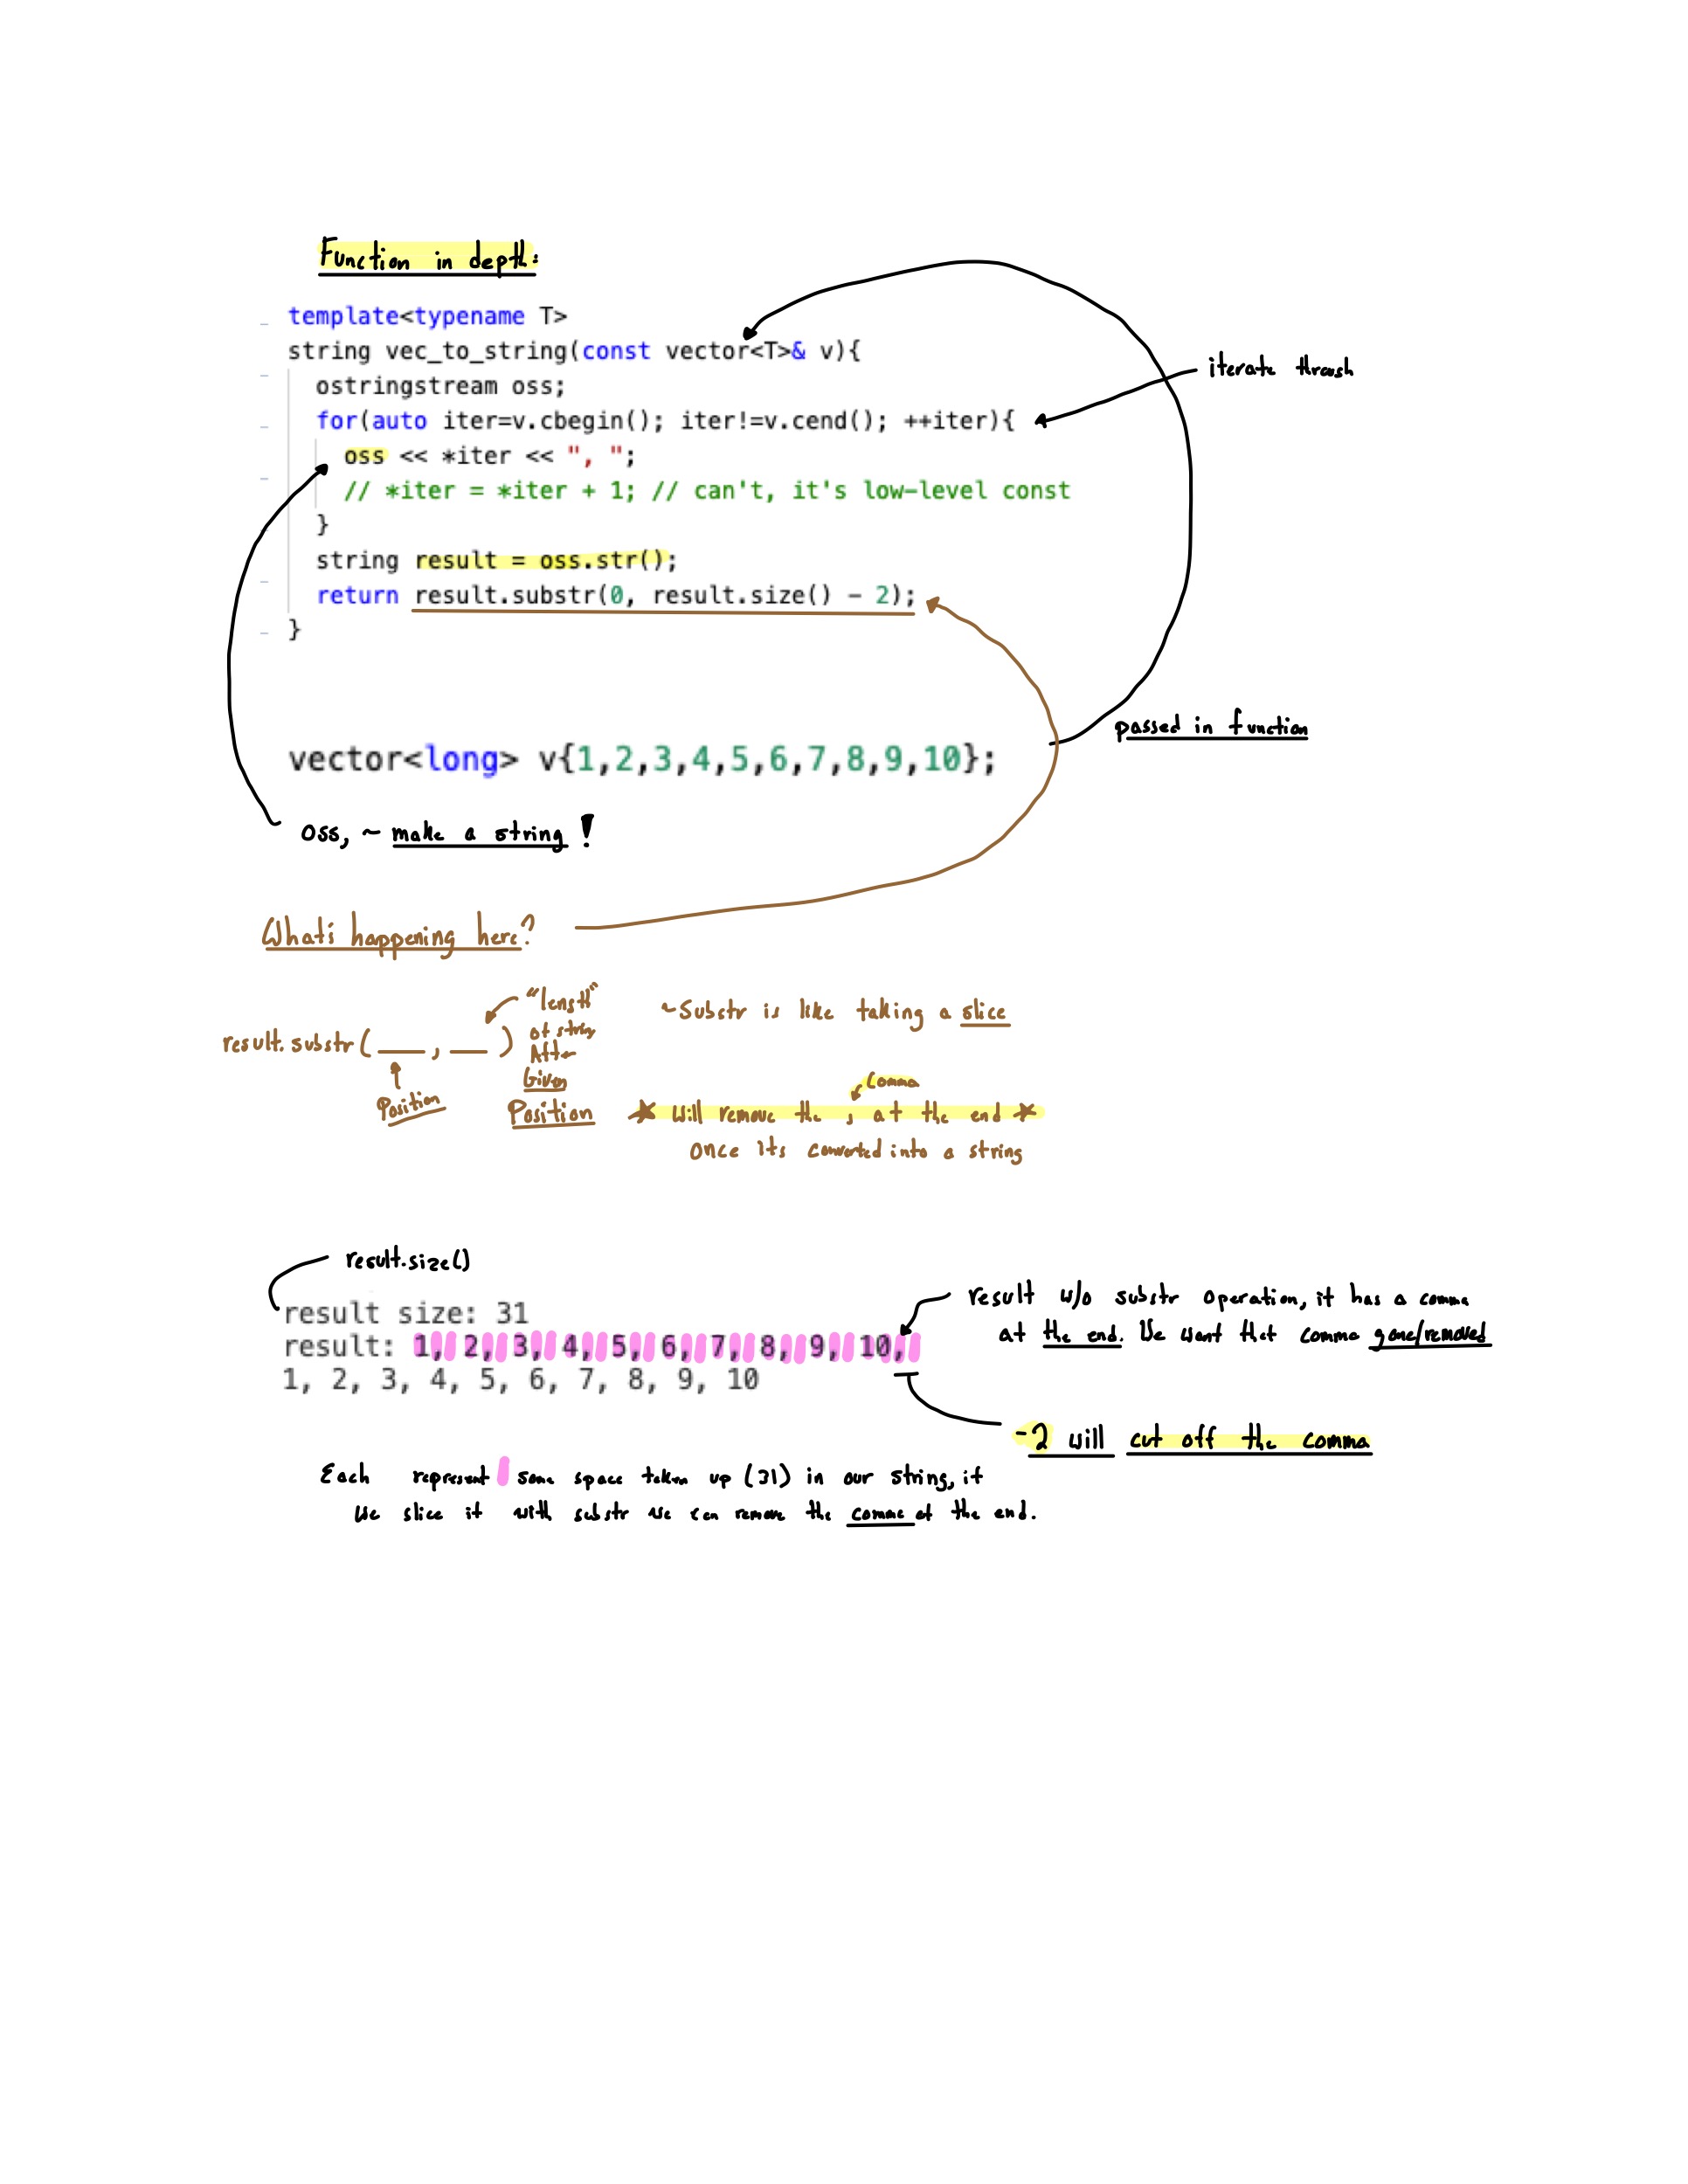 Function in depth:
template<typename T>
string vec_to_string(const vector<T>& v){
ostringstream oss;
for(auto iter=v.cbegin(); iter!=v.cend(); ++iter){
iterate through
oss << *iter << ", ";
// *iter = *iter + 1; // can't, it's low-level const
}
string result = oss.str();
return result.substr(0, result.size() - 2);
}
passed in function
vector<long> v{1,2,3,4,5,6,7,8,9,10};
oss, ~ make a string!
What's happening here?
result.substr( __ , __ )
"length"
of string
After
Given
Position
Position
~Substr is like taking a slice
Comma
★ Will remove the , at the end ★
once its converted into a string
result.size()
result size: 31
result: 1, 2, 3, 4, 5, 6, 7, 8, 9, 10,
1, 2, 3, 4, 5, 6, 7, 8, 9, 10
result w/o substr operation, it has a comma
at the end. We want that comma gone/removed
-2 will cut off the comma
Each represent some space taken up (31) in our string, if
we slice it with substr we can remove the comma at the end.